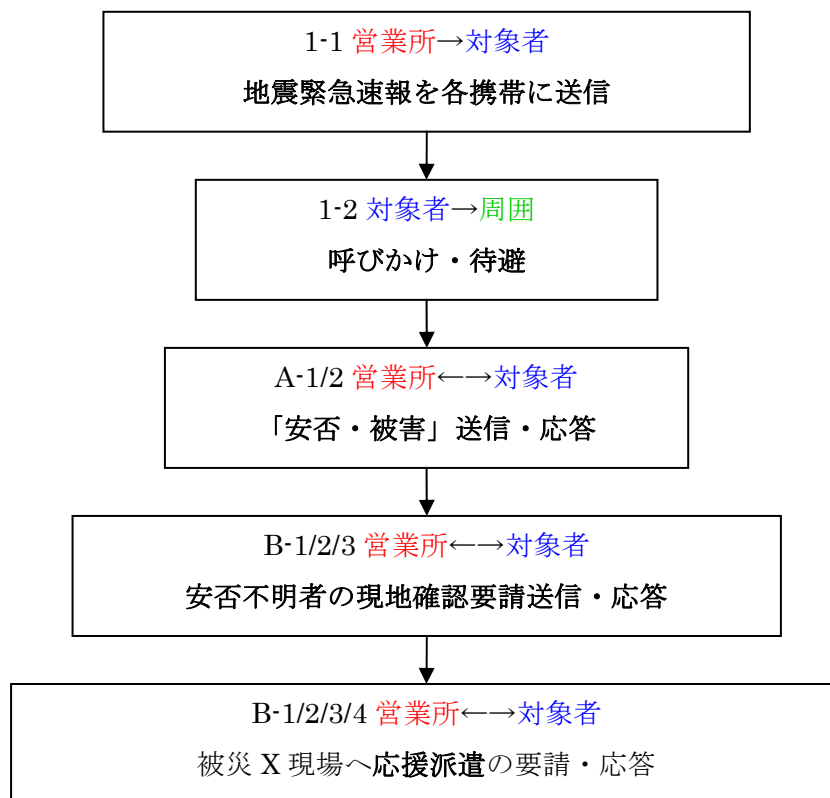 1-1 営業所→対象者
地震緊急速報を各携帯に送信
1-2 対象者→周囲
呼びかけ・待避
A-1/2 営業所←→対象者
「安否・被害」送信・応答
B-1/2/3 営業所←→対象者
安否不明者の現地確認要請送信・応答
B-1/2/3/4 営業所←→対象者
被災 X 現場へ応援派遣の要請・応答